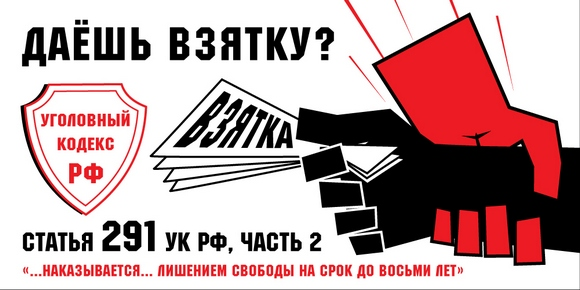 ДАЁШЬ ВЗЯТКУ?
УГОЛОВНЫЙ
КОДЕКС
РФ
ВЗЯТКА
СТАТЬЯ 291 УК РФ, ЧАСТЬ 2
«...НАКАЗЫВАЕТСЯ... ЛИШЕНИЕМ СВОБОДЫ НА СРОК ДО ВОСЬМИ ЛЕТ»